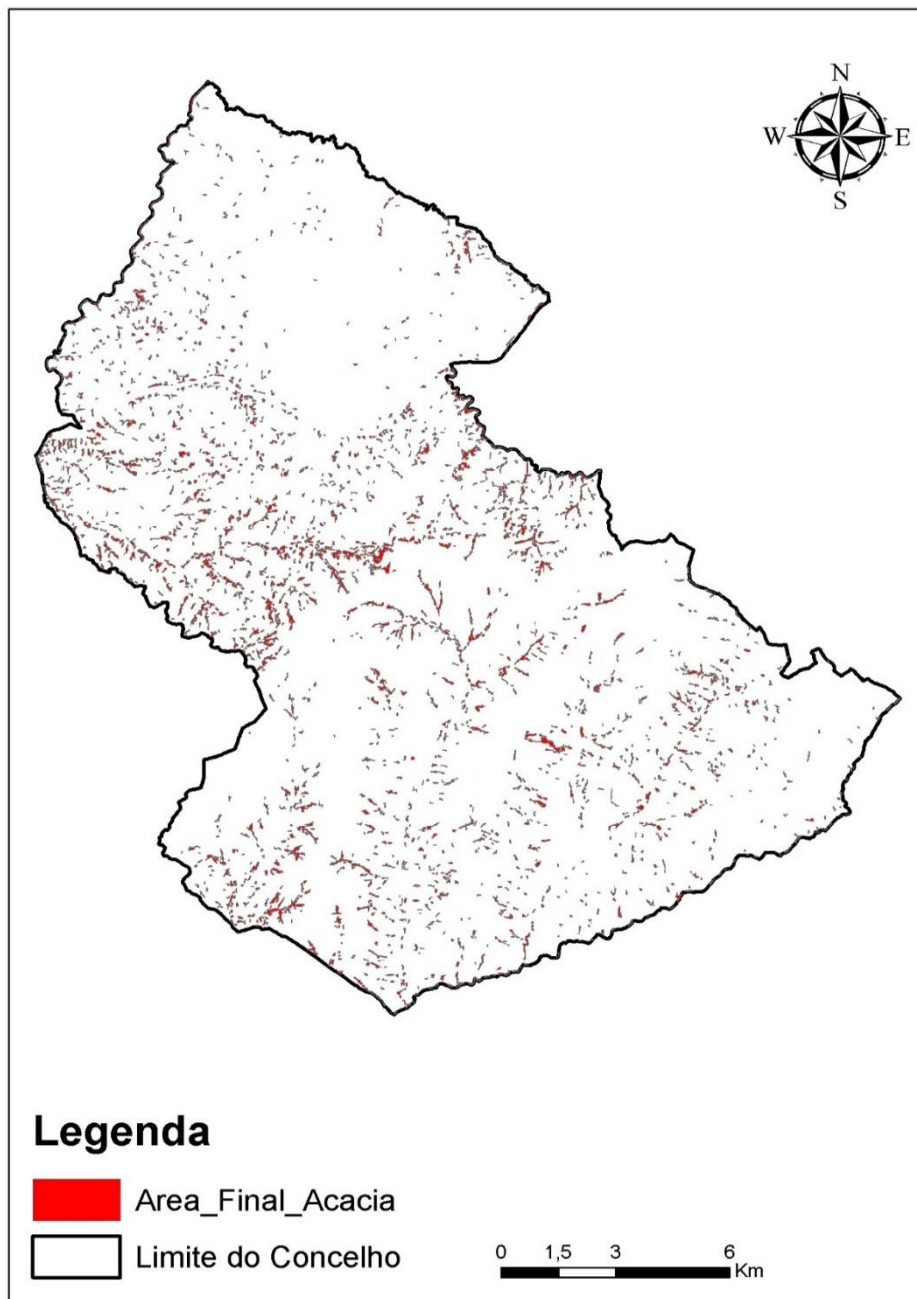 N
W E
S
Legenda
Area_Final_Acacia
Limite do Concelho
0 1,5 3 6
Km